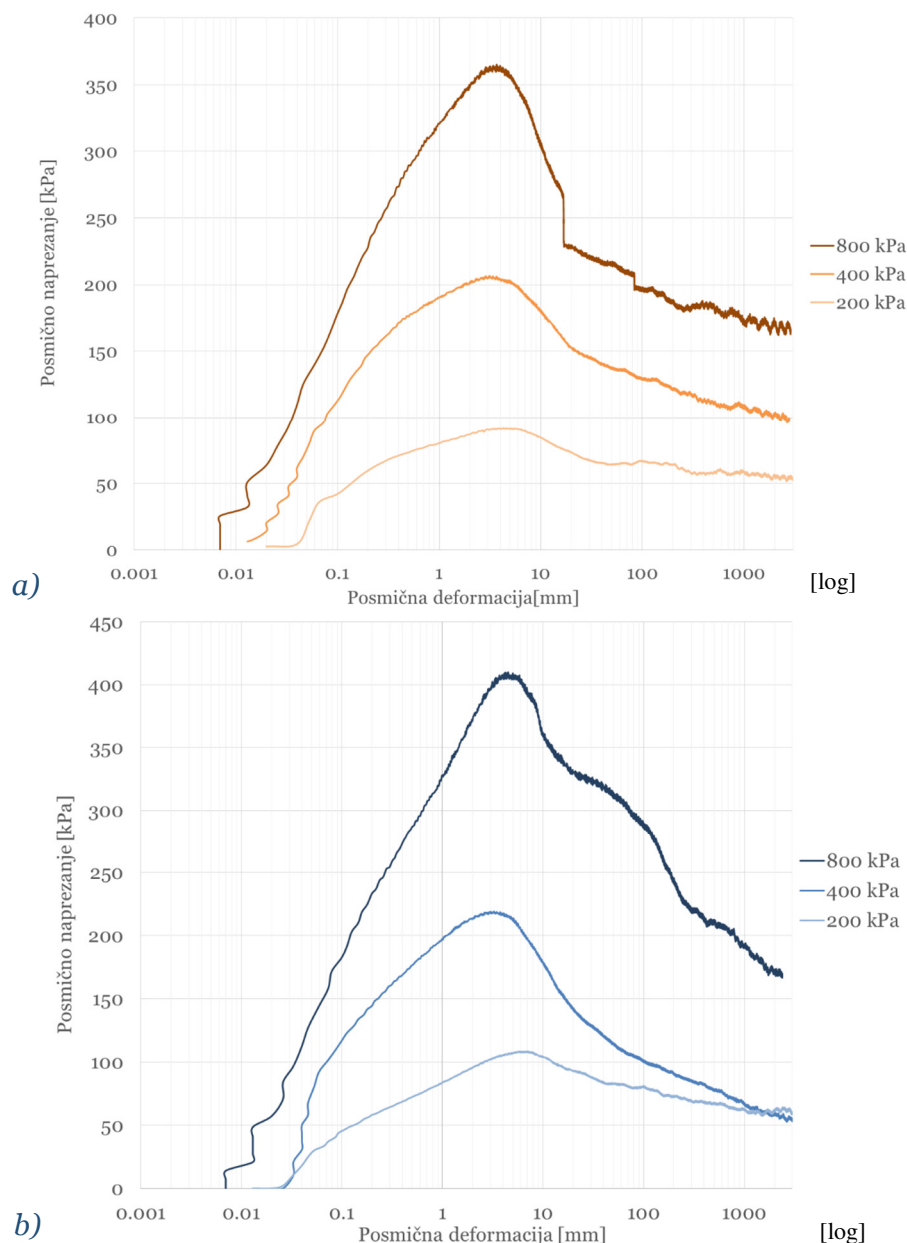 400
350
300
250
200
150
100
50
0
Posmično naprezanje [kPa]
800 kPa
400 kPa
200 kPa
0.001 0.01 0.1 1 10 100 1000
Posmična deformacija[mm]
[log]
a)
450
400
350
300
250
200
150
100
50
0
Posmično naprezanje [kPa]
800 kPa
400 kPa
200 kPa
0.001 0.01 0.1 1 10 100 1000
Posmična deformacija [mm]
[log]
b)